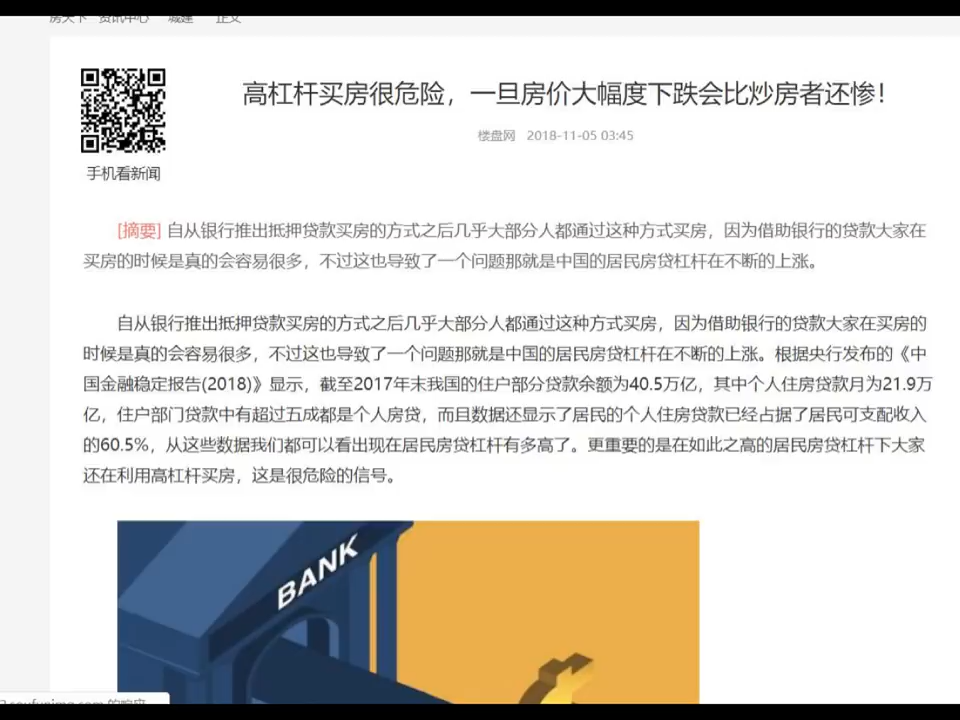 房天下 资讯中心 城建 正文
高杠杆买房很危险，一旦房价大幅度下跌会比炒房者还惨！
楼盘网 2018-11-05 03:45
手机看新闻
[摘要] 自从银行推出抵押贷款买房的方式之后几乎大部分人都通过这种方式买房，因为借助银行的贷款大家在
买房的时候是真的会容易很多，不过这也导致了一个问题那就是中国的居民房贷杠杆在不断的上涨。
自从银行推出抵押贷款买房的方式之后几乎大部分人都通过这种方式买房，因为借助银行的贷款大家在买房的
时候是真的会容易很多，不过这也导致了一个问题那就是中国的居民房贷杠杆在不断的上涨。根据央行发布的《中
国金融稳定报告(2018)》显示，截至2017年末我国的住户部分贷款余额为40.5万亿，其中个人住房贷款月为21.9万
亿，住户部门贷款中有超过五成都是个人房贷，而且数据还显示了居民的个人住房贷款已经占据了居民可支配收入
的60.5%，从这些数据我们都可以看出现在居民房贷杠杆有多高了。更重要的是在如此之高的居民房贷杠杆下大家
还在利用高杠杆买房，这是很危险的信号。
BANK